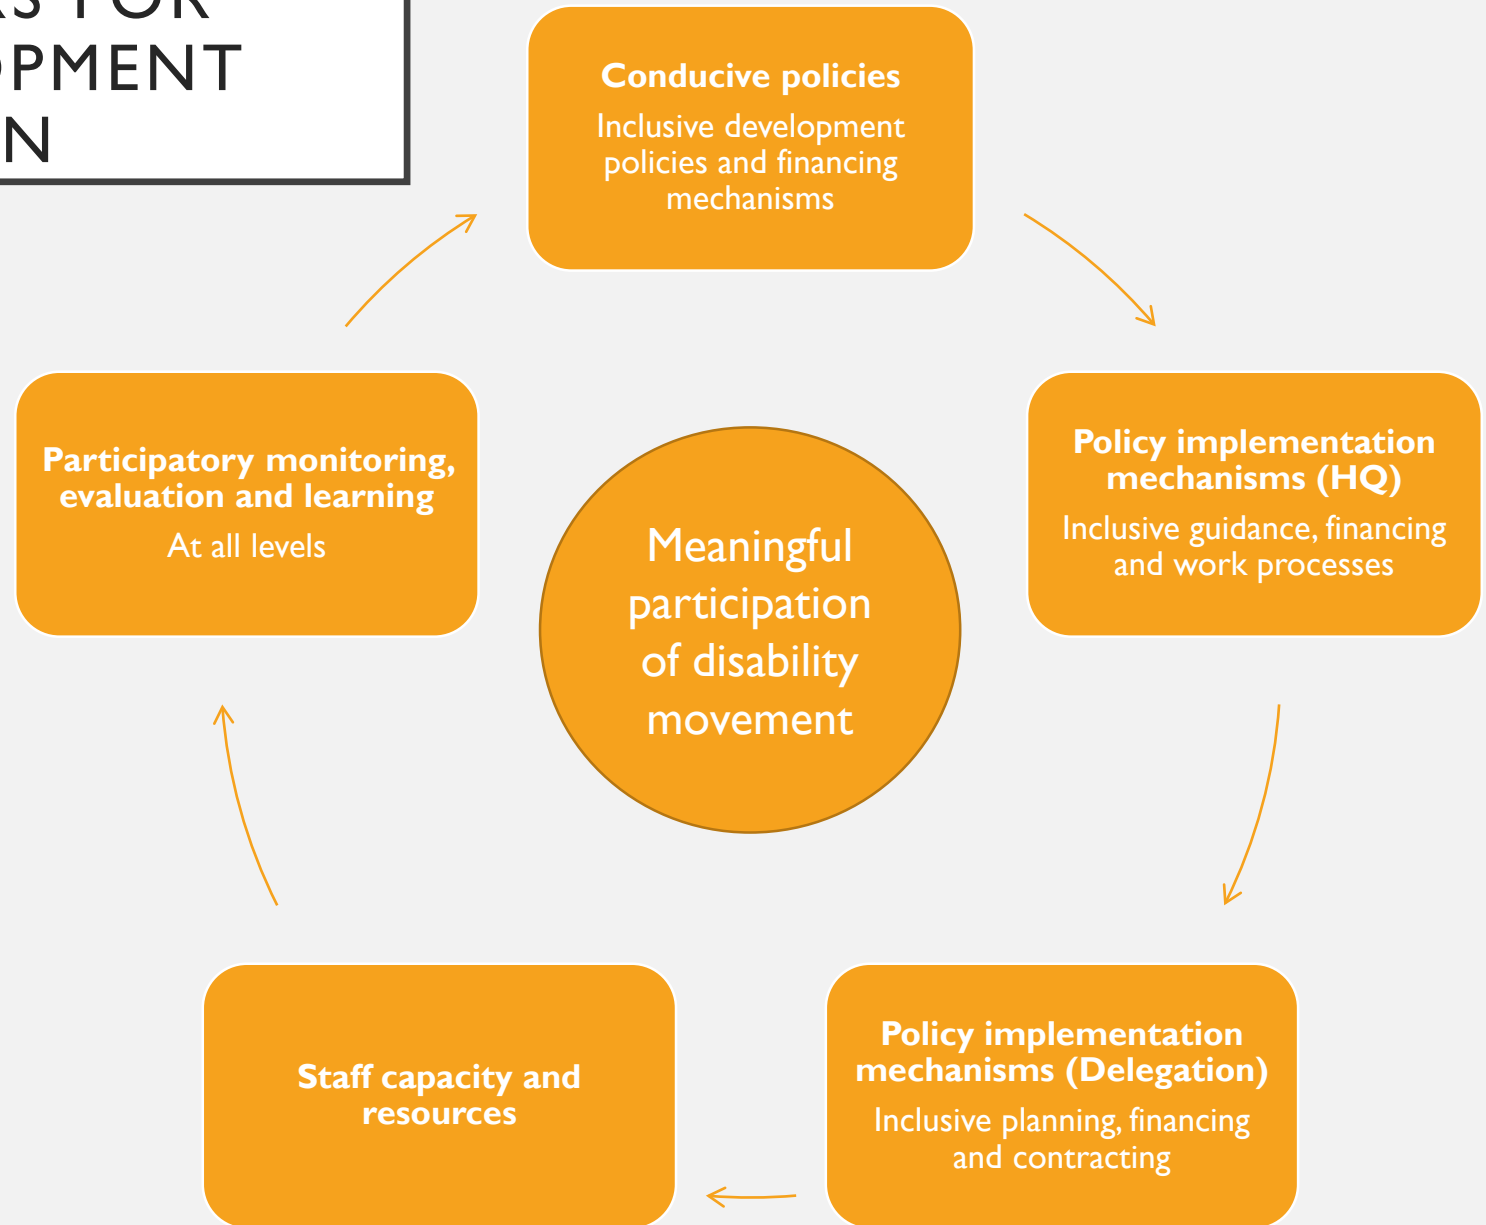 FOR
Conducive policies
Inclusive development
policies and financing
mechanisms
Participatory monitoring,
evaluation and learning
At all levels
Meaningful
participation
of disability
movement
Policy implementation
mechanisms (HQ)
Inclusive guidance, financing
and work processes
Staff capacity and
resources
Policy implementation
mechanisms (Delegation)
Inclusive planning, financing
and contracting